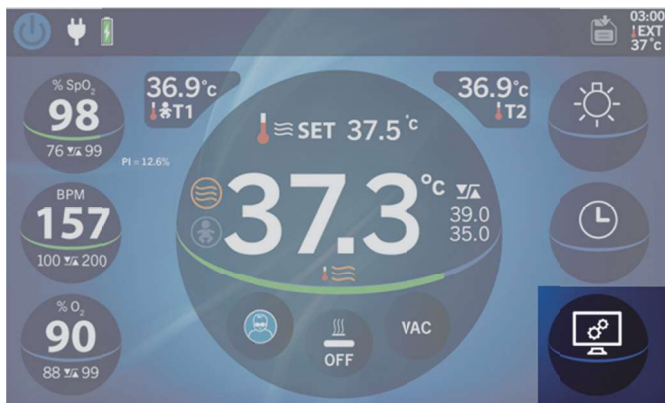 03:00
EXT
37°C
% SpO₂
98
76 99
PI = 12.6%
36.9°c
T1
36.9°c
T2
SET 37.5°c
BPM
157
100 200
37.3°c
39.0
35.0
% O₂
90
88 99
OFF
VAC